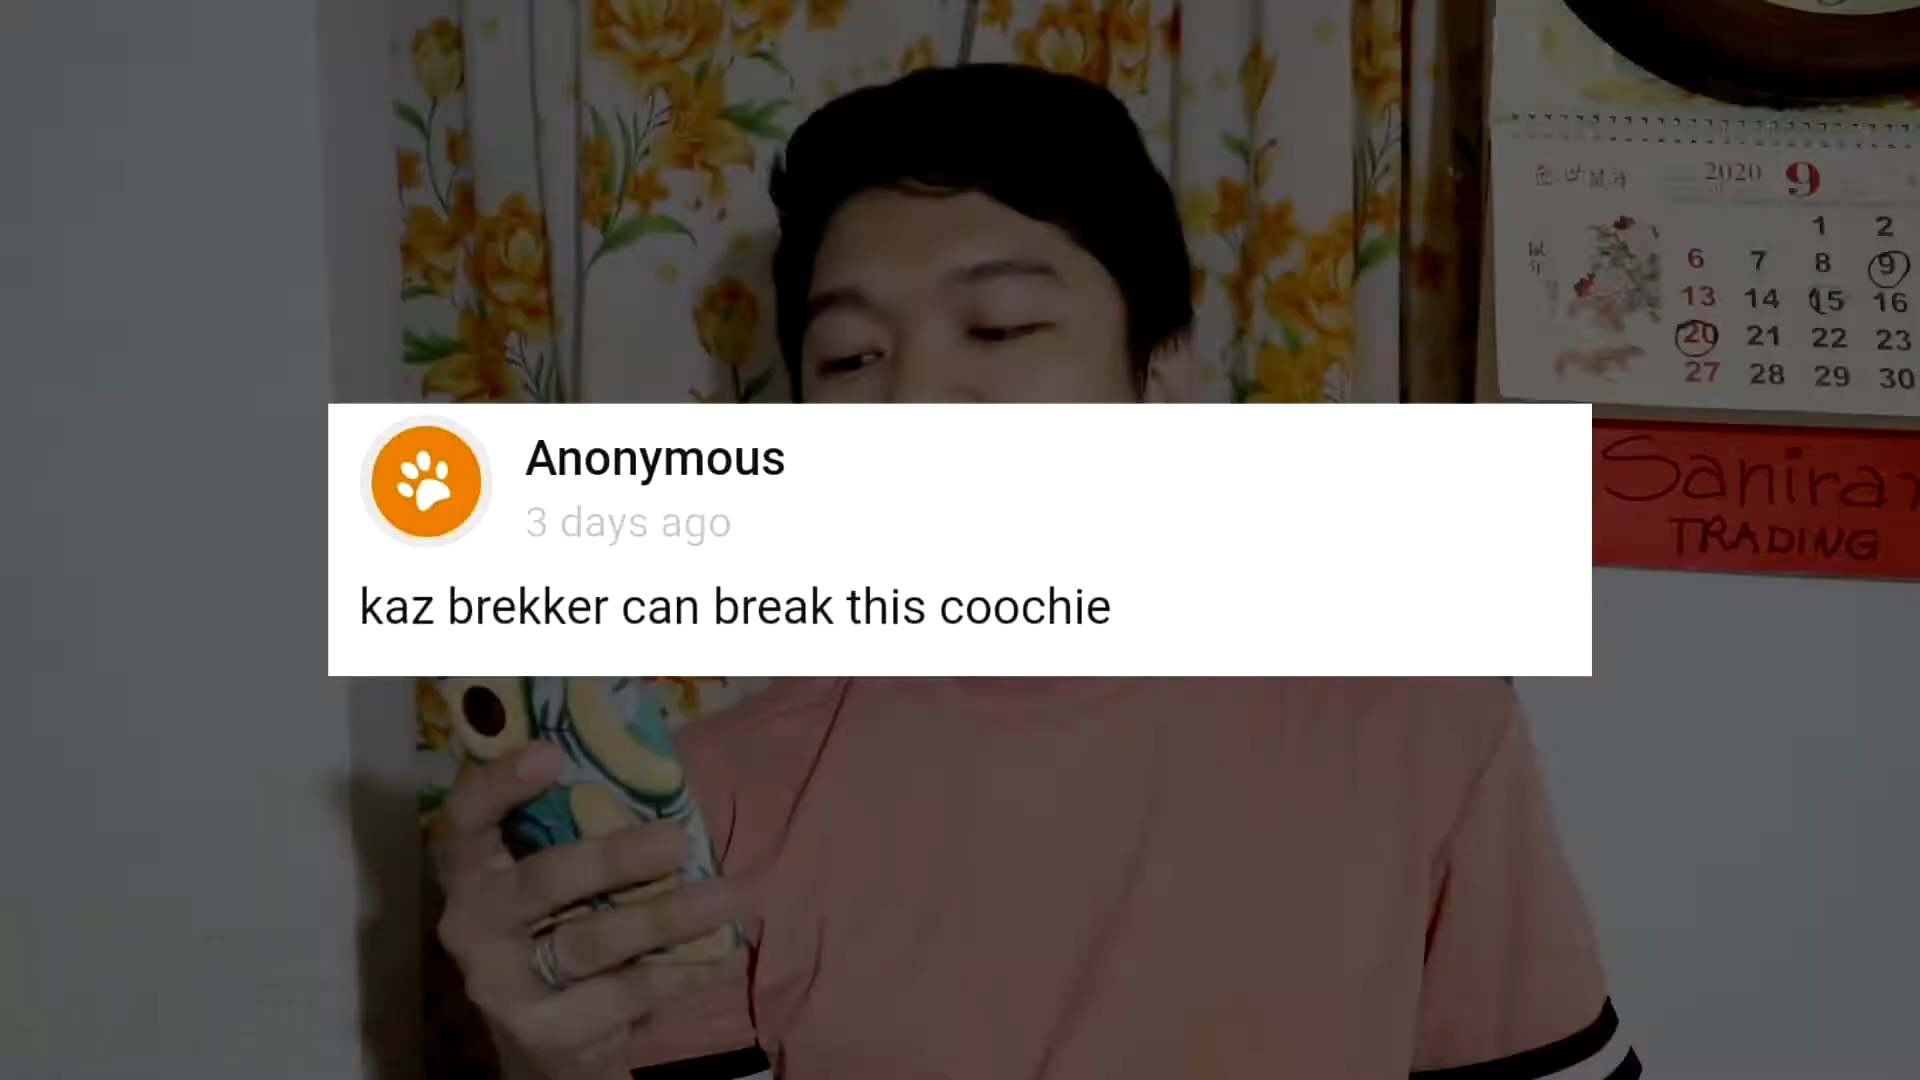 2020 9
1 2
6 7 8 9
13 14 15 16
20 21 22 23
27 28 29 30
Anonymous
3 days ago
kaz brekker can break this coochie
TRADING